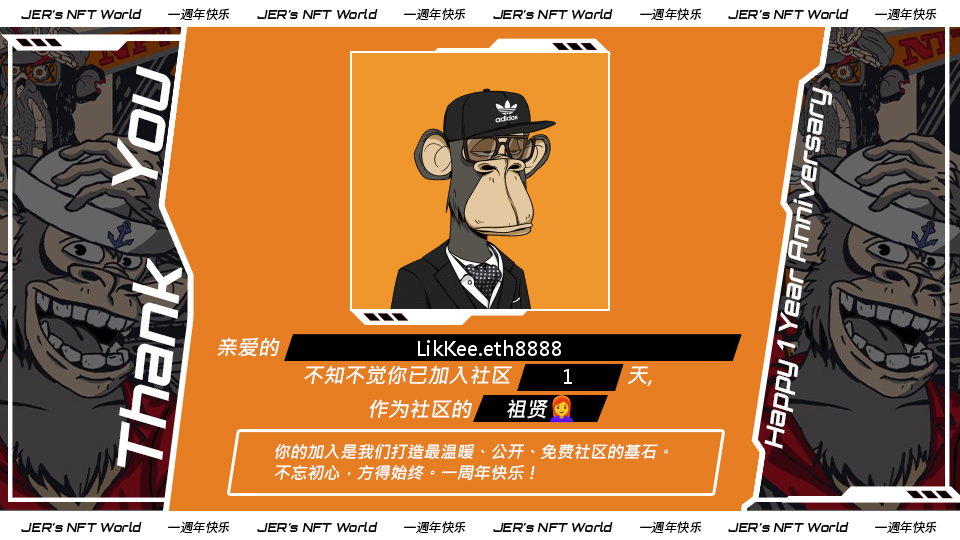 JER's NFT World 一週年快乐 JER's NFT World 一週年快乐 JER's NFT World 一週年快乐 JER's NFT World 一週年快乐
Thank You
adidas
亲爱的 LikKee.eth8888
不知不觉你已加入社区 1 天,
作为社区的 祖贤👩‍🦰
你的加入是我们打造最温暖、公开、免费社区的基石。
不忘初心，方得始终。一周年快乐！
Happy 1 Year Anniversary
JER's NFT World 一週年快乐 JER's NFT World 一週年快乐 JER's NFT World 一週年快乐 JER's NFT World 一週年快乐